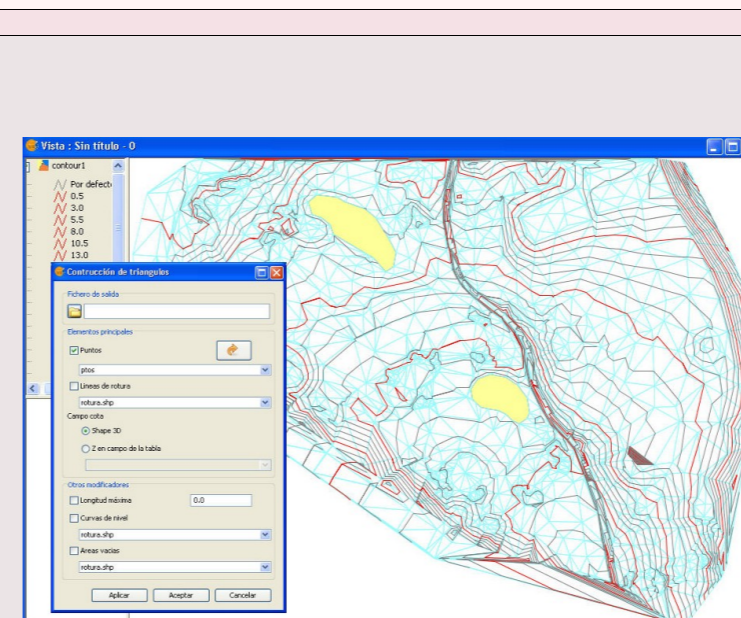 Vista : Sin título - 0
contour1
Por defecto
0.5
3.0
5.5
8.0
10.5
13.0
Contrucción de triangulos
Fichero de salida
Elementos principales
Puntos
ptos
Líneas de rotura
rotura.shp
Campo cota
Shape 3D
Z en campo de la tabla
Otros modificadores
Longitud máxima
0.0
Curvas de nivel
rotura.shp
Areas vacias
rotura.shp
Aplicar Aceptar Cancelar